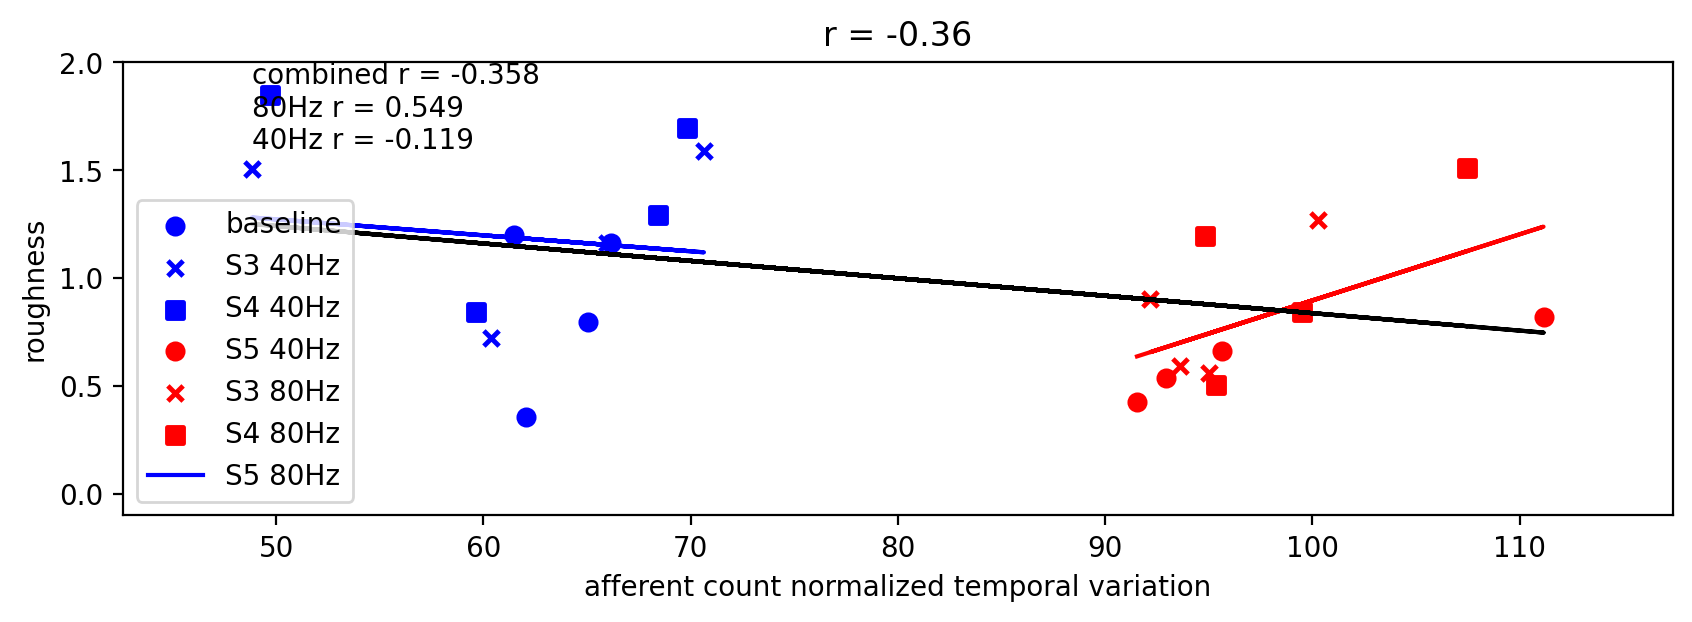 r = -0.36
combined r = -0.358
80Hz r = 0.549
40Hz r = -0.119
baseline
S3 40Hz
S4 40Hz
S5 40Hz
S3 80Hz
S4 80Hz
S5 80Hz
roughness
2.0
1.5
1.0
0.5
0.0
50 60 70 80 90 100 110
afferent count normalized temporal variation